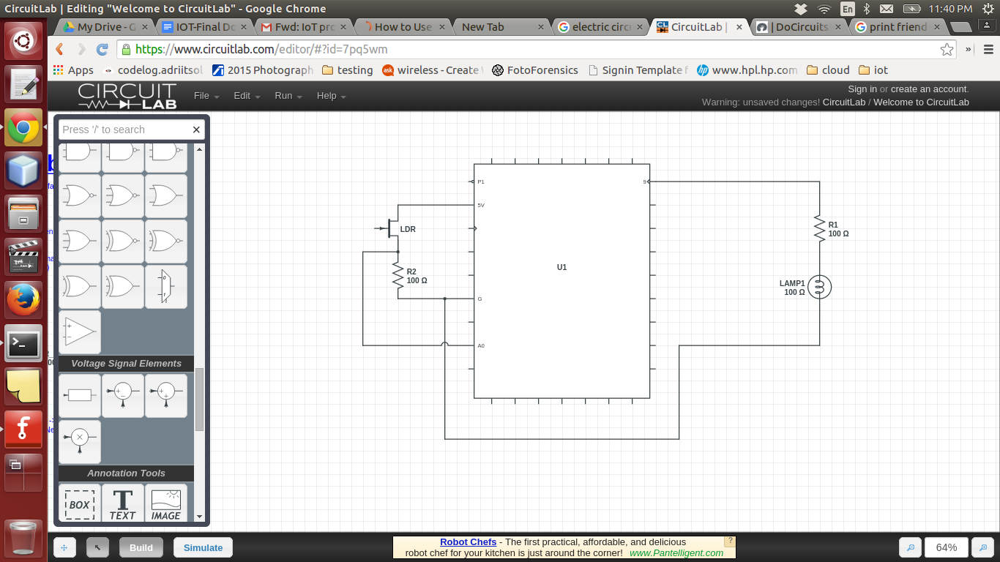 CircuitLab | Editing "Welcome to CircuitLab" - Google Chrome
En
11:40 PM
My Drive - G
IOT-Final Do
Fwd: IoT pro
How to Use
New Tab
electric circu
CircuitLab |
| DoCircuits
print friend
https://www.circuitlab.com/editor/#?id=7pq5wm
»
Apps
codelog.adriitsol
2015 Photograph
testing
ask
wireless - Create
FotoForensics
Signin Template f
hp
www.hpl.hp.com
cloud
iot
CIRCUIT
LAB
File
Edit
Run
Help
Sign in or create an account.
Warning: unsaved changes! CircuitLab / Welcome to CircuitLab
Press '/' to search
Voltage Signal Elements
Annotation Tools
BOX
TEXT
IMAGE
P1
5V
G
A0
9
U1
LDR
R2
100 Ω
R1
100 Ω
LAMP1
100 Ω
Build
Simulate
Robot Chefs - The first practical, affordable, and delicious
robot chef for your kitchen is just around the corner! www.Pantelligent.com
?
64%